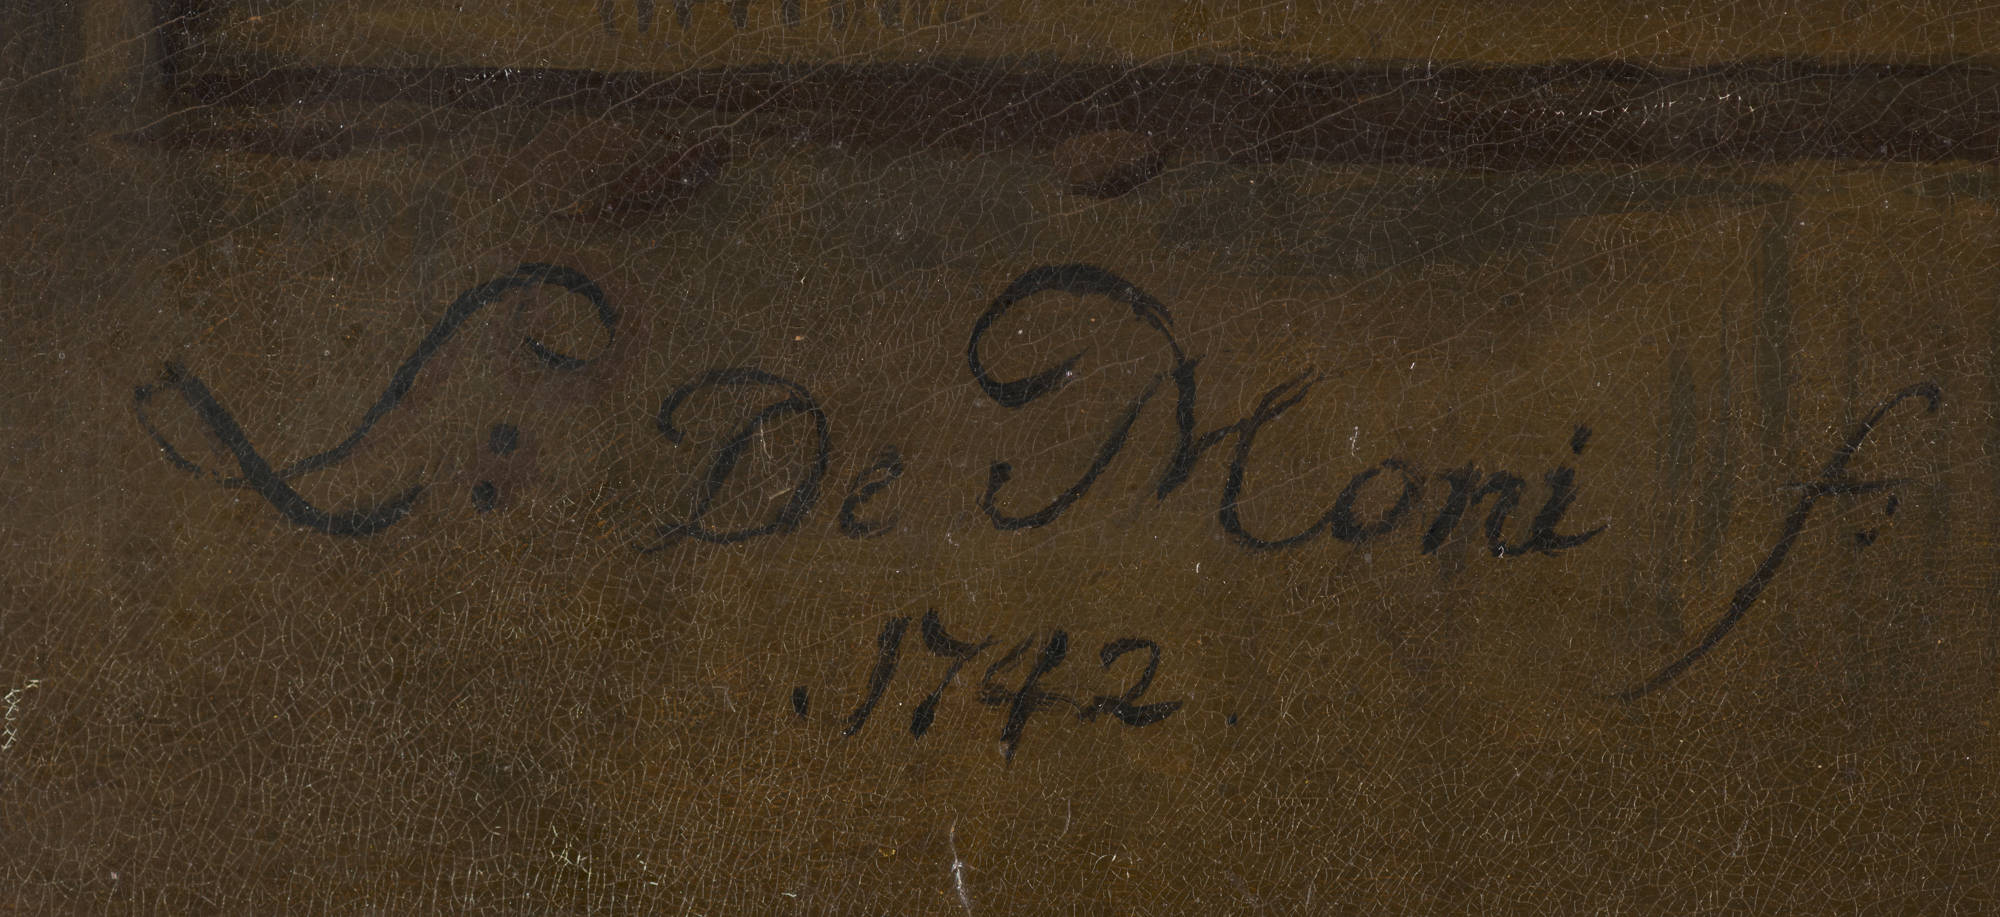 L: De Moni f:
.1742.